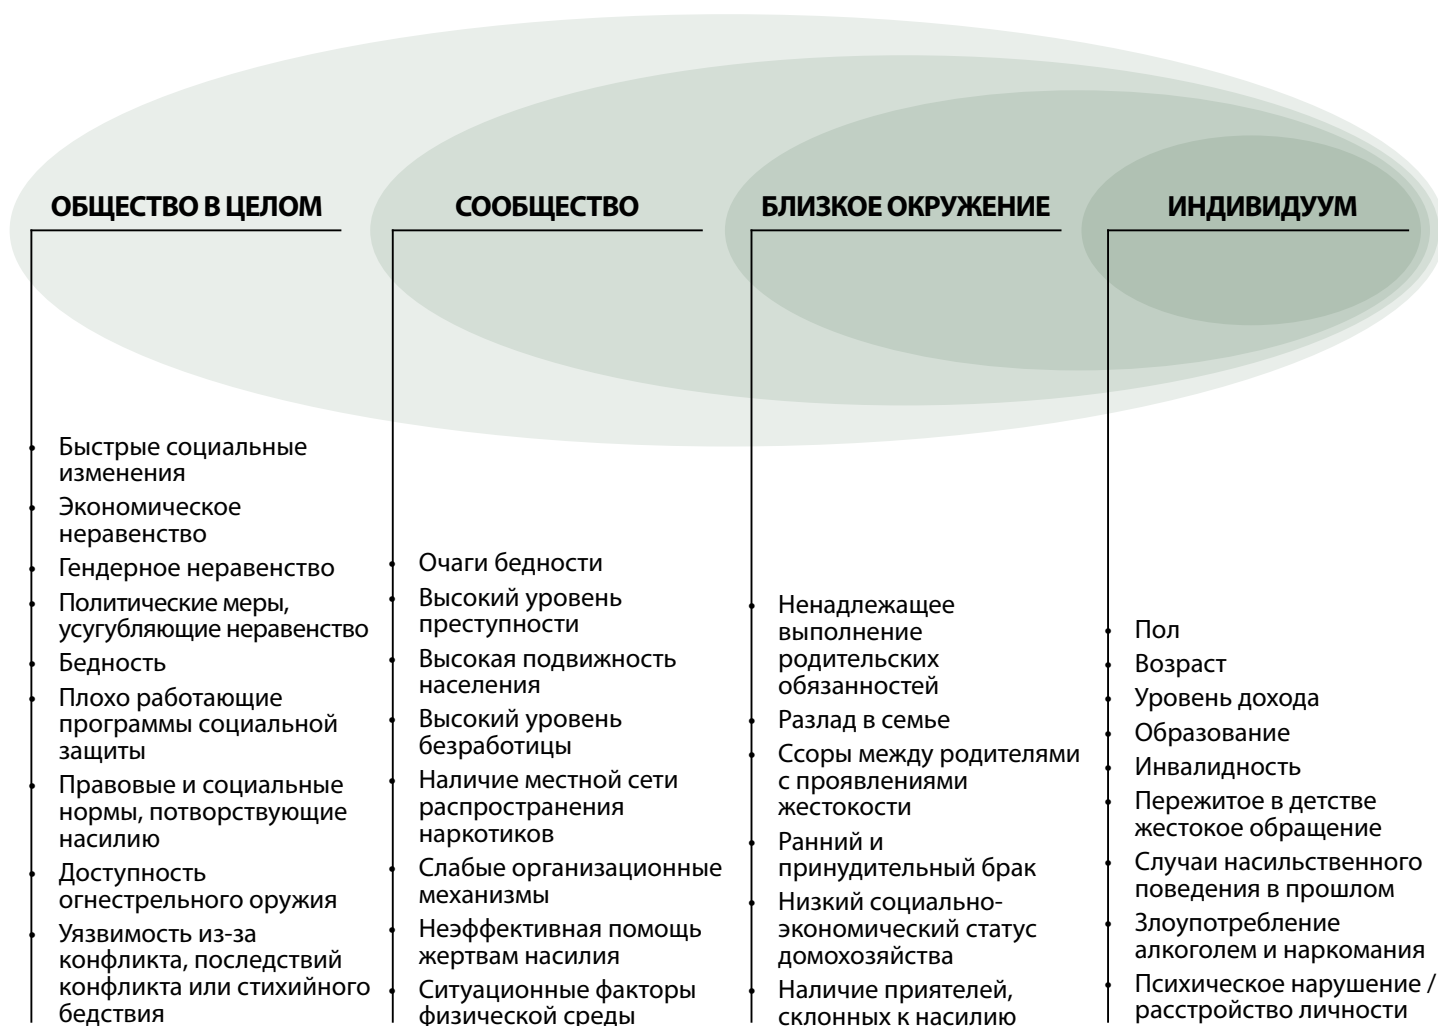 ОБЩЕСТВО В ЦЕЛОМ
• Быстрые социальные
изменения
• Экономическое
неравенство
• Гендерное неравенство
• Политические меры,
усугубляющие неравенство
• Бедность
• Плохо работающие
программы социальной
защиты
• Правовые и социальные
нормы, потворствующие
насилию
• Доступность
огнестрельного оружия
• Уязвимость из-за
конфликта, последствий
конфликта или стихийного
бедствия
СООБЩЕСТВО
• Очаги бедности
• Высокий уровень
преступности
• Высокая подвижность
населения
• Высокий уровень
безработицы
• Наличие местной сети
распространения
наркотиков
• Слабые организационные
механизмы
• Неэффективная помощь
жертвам насилия
• Ситуационные факторы
физической среды
БЛИЗКОЕ ОКРУЖЕНИЕ
• Ненадлежащее
выполнение
родительских
обязанностей
• Разлад в семье
• Ссоры между родителями
с проявлениями
жестокости
• Ранний и
принудительный брак
• Низкий социально-
экономический статус
домохозяйства
• Наличие приятелей,
склонных к насилию
ИНДИВИДУУМ
• Пол
• Возраст
• Уровень дохода
• Образование
• Инвалидность
• Пережитое в детстве
жестокое обращение
• Случаи насильственного
поведения в прошлом
• Злоупотребление
алкоголем и наркомания
• Психическое нарушение /
расстройство личности